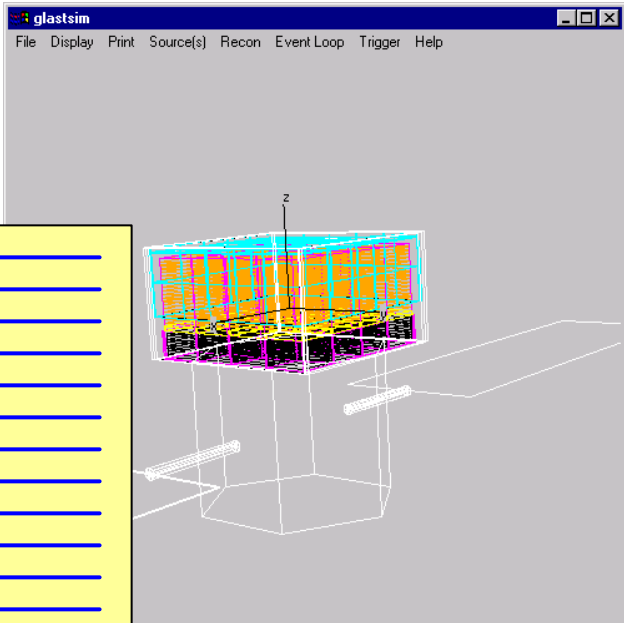 glastsim
File Display Print Source(s) Recon Event Loop Trigger Help
z
x
y